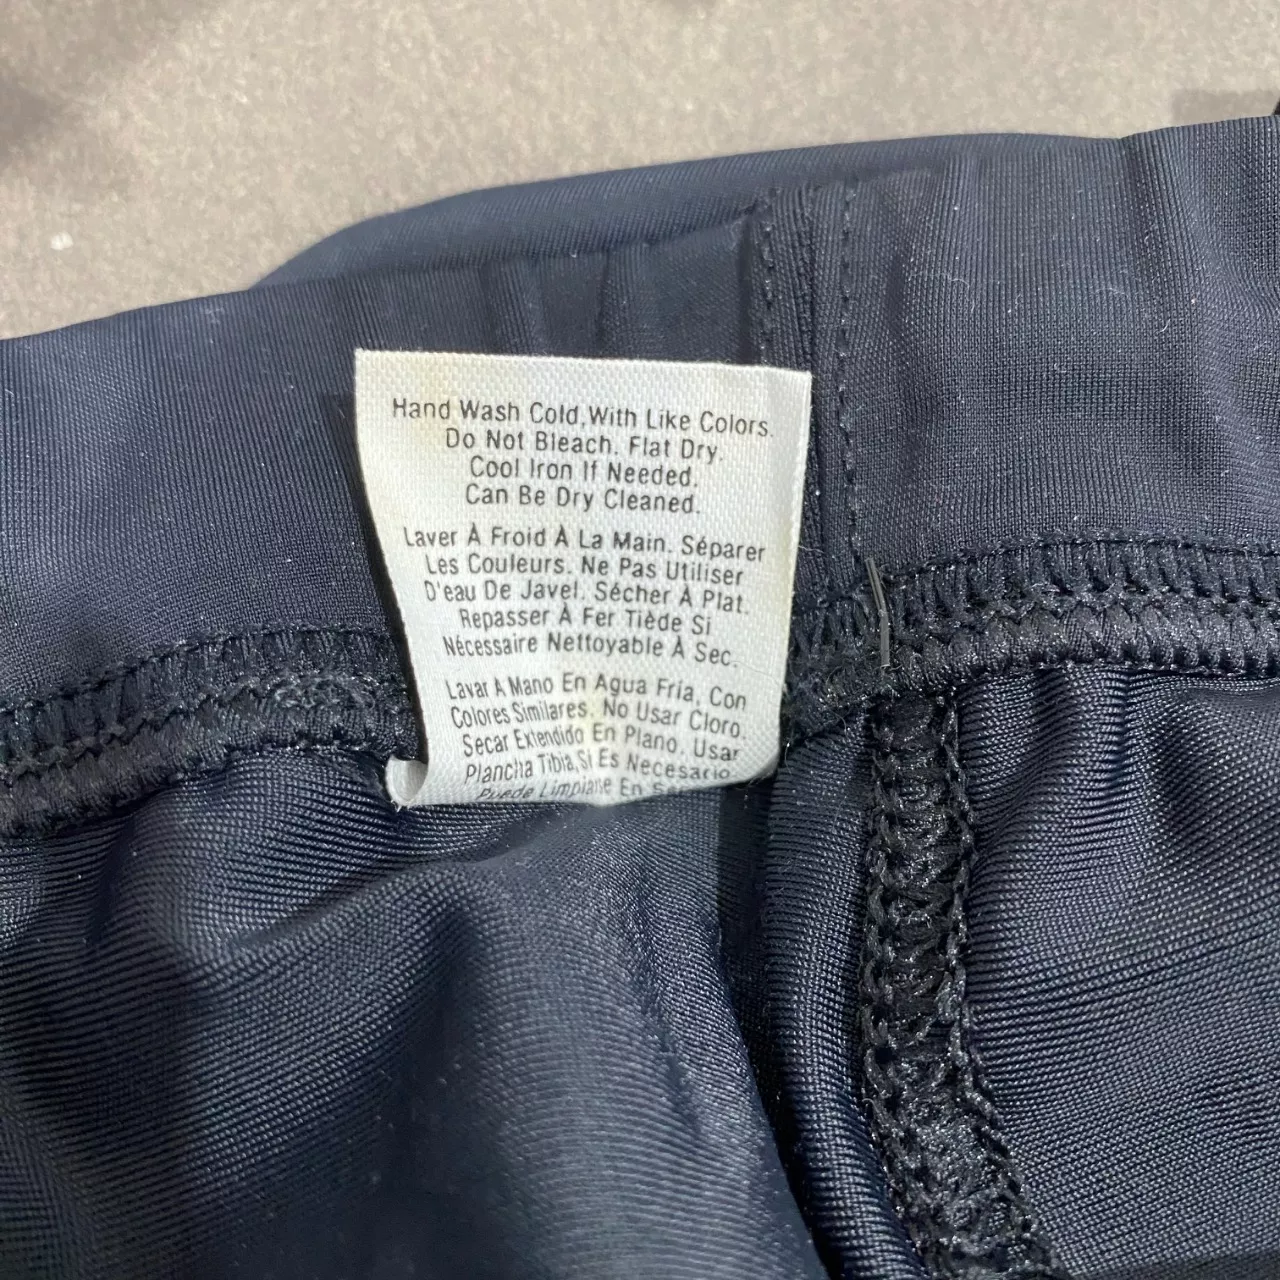 Hand Wash Cold,With Like Colors.
Do Not Bleach. Flat Dry.
Cool Iron If Needed.
Can Be Dry Cleaned.
Laver À Froid À La Main. Séparer
Les Couleurs. Ne Pas Utiliser
D'eau De Javel. Sécher À Plat.
Repasser À Fer Tiède Si
Nécessaire Nettoyable À Sec.
Lavar A Mano En Agua Fria, Con
Colores Similares. No Usar Cloro.
Secar Extendido En Plano. Usar
Plancha Tibia,Si Es Necesario
Puede Limpiarse En